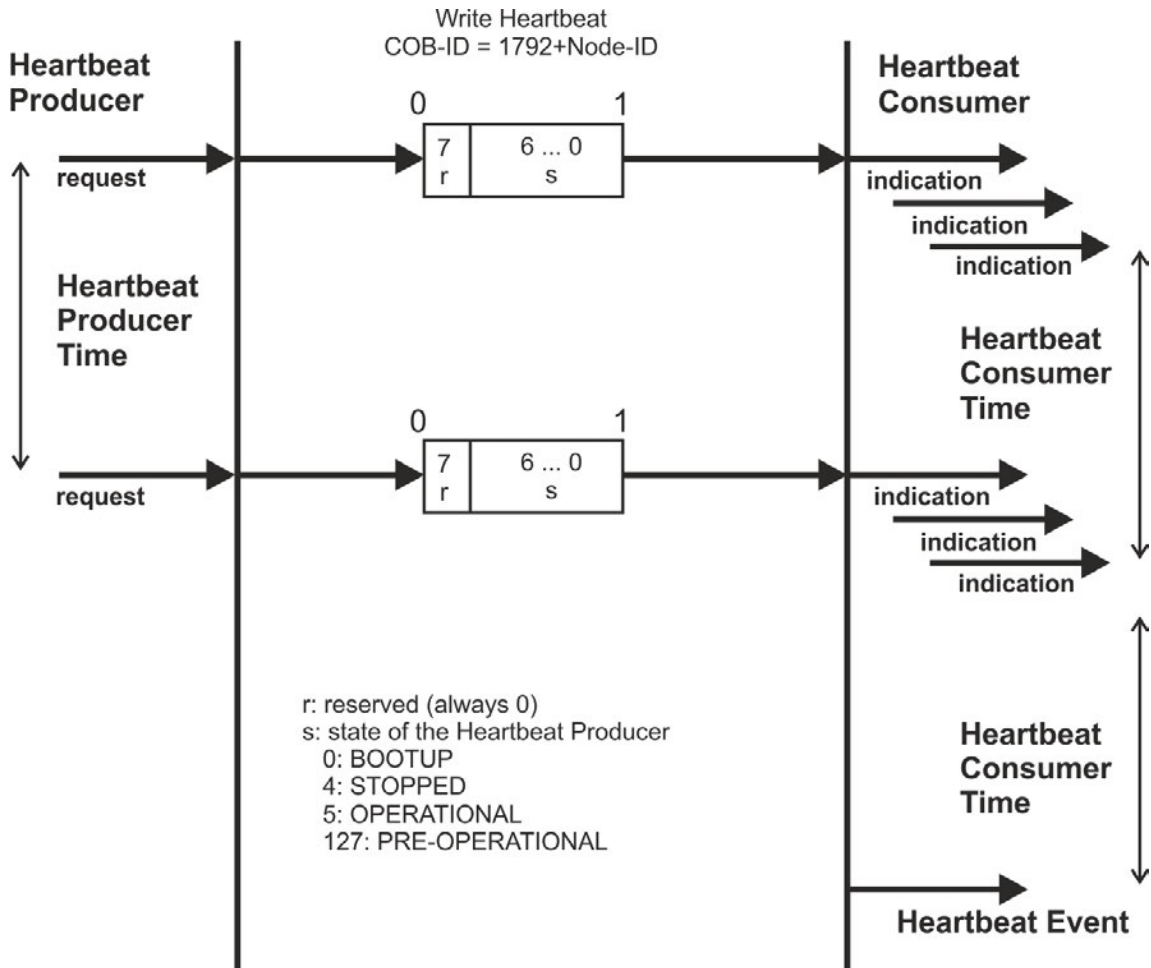 Write Heartbeat
COB-ID = 1792+Node-ID
Heartbeat
Producer
Heartbeat
Consumer
0 1
7 6 ... 0
r s
request
indication
indication
indication
Heartbeat
Producer
Time
Heartbeat
Consumer
Time
0 1
7 6 ... 0
r s
request
indication
indication
indication
r: reserved (always 0)
s: state of the Heartbeat Producer
0: BOOTUP
4: STOPPED
5: OPERATIONAL
127: PRE-OPERATIONAL
Heartbeat
Consumer
Time
Heartbeat Event